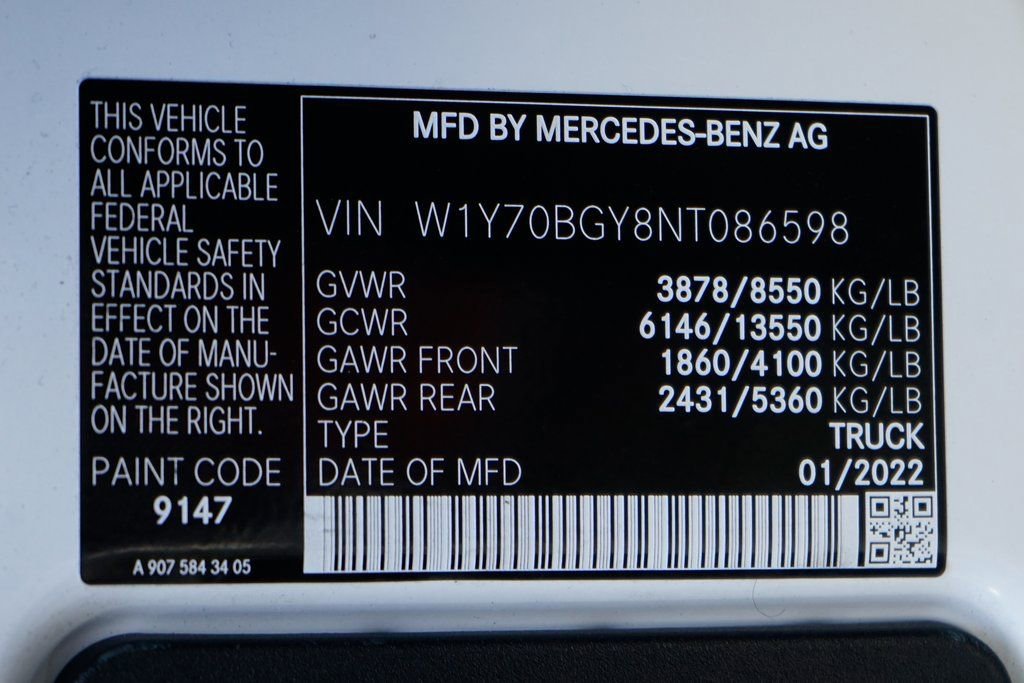 THIS VEHICLE
CONFORMS TO
ALL APPLICABLE
FEDERAL
VEHICLE SAFETY
STANDARDS IN
EFFECT ON THE
DATE OF MANU-
FACTURE SHOWN
ON THE RIGHT.
PAINT CODE
9147
A 907 584 34 05
MFD BY MERCEDES-BENZ AG
VIN W1Y70BGY8NT086598
GVWR 3878/8550 KG/LB
GCWR 6146/13550 KG/LB
GAWR FRONT 1860/4100 KG/LB
GAWR REAR 2431/5360 KG/LB
TYPE TRUCK
DATE OF MFD 01/2022